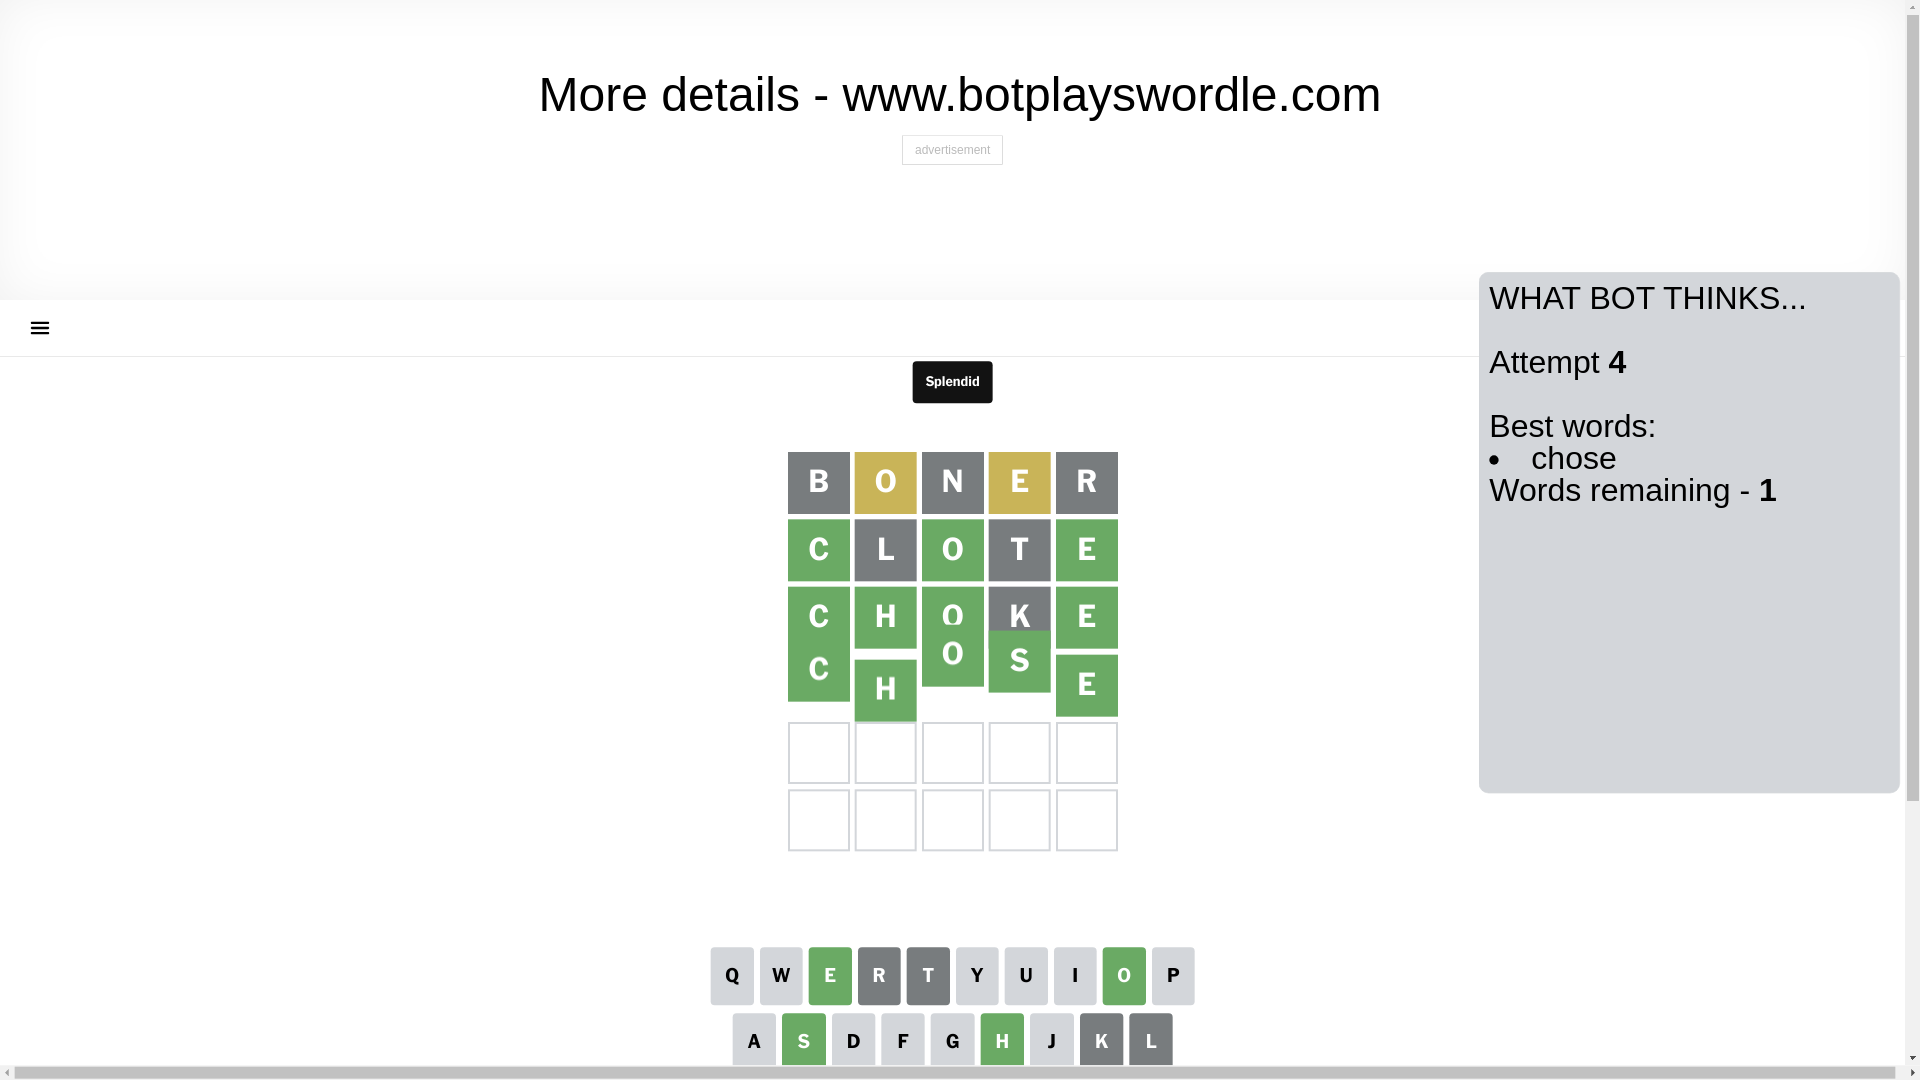 More details - www.botplayswordle.com
advertisement
WHAT BOT THINKS...
Attempt 4
Best words:
• chose
Words remaining - 1
Splendid
B O N E R
C L O T E
C H O K E
C H O S E
Q W E R T Y U I O P
A S D F G H J K L